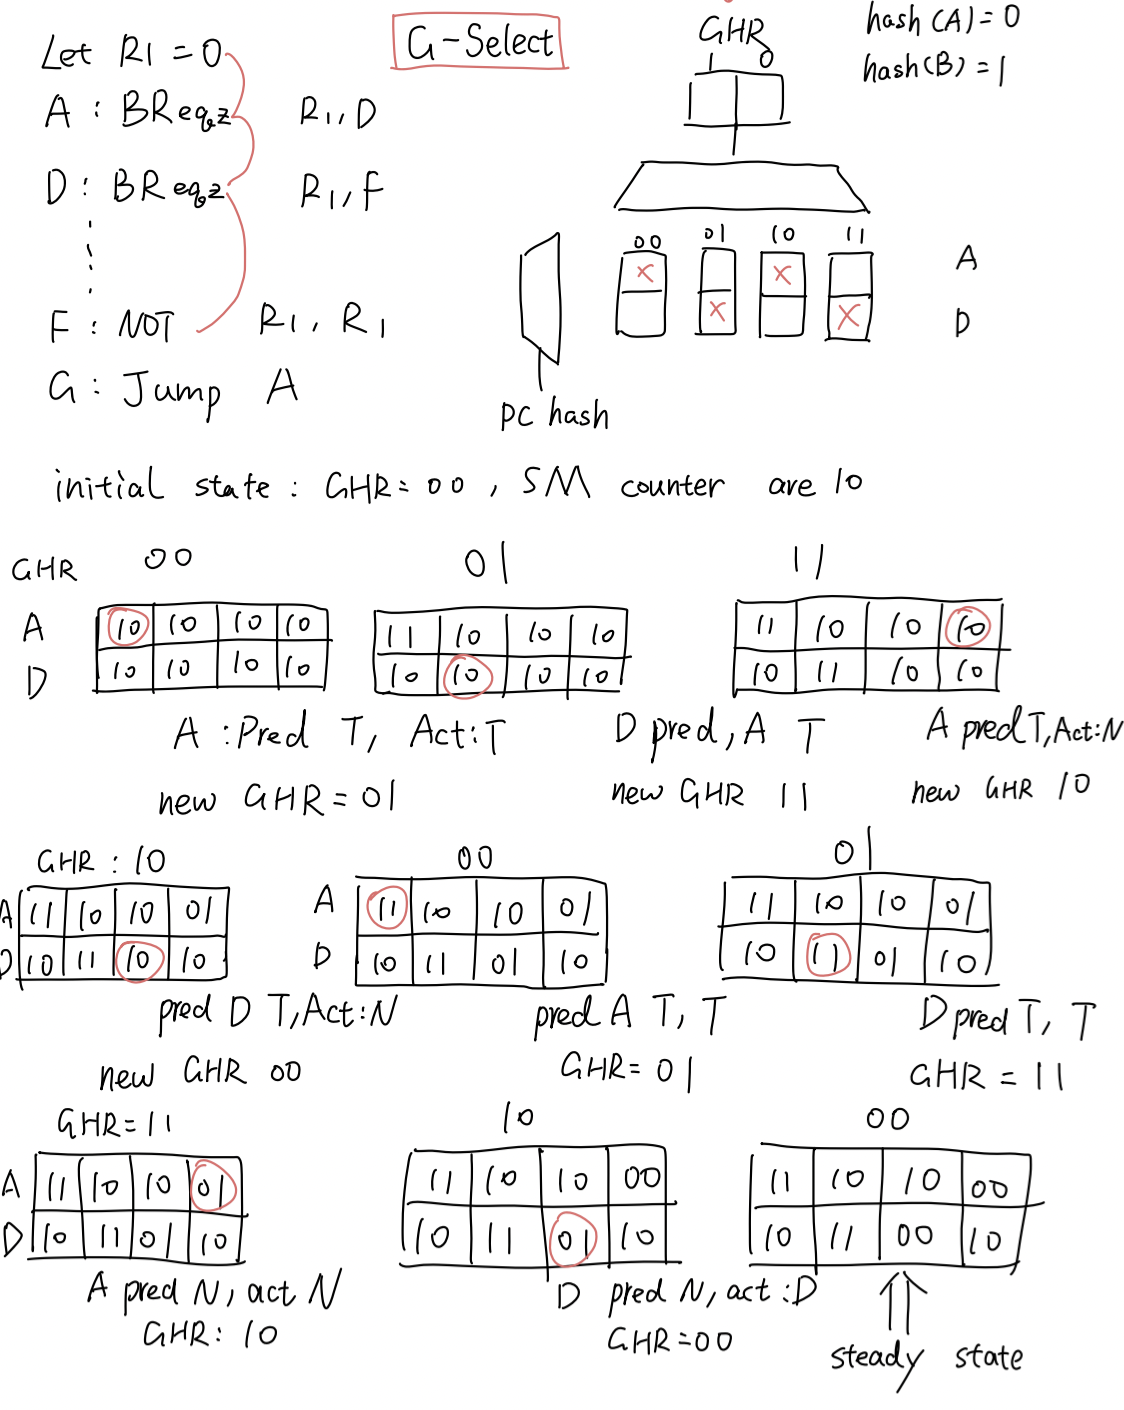 Let R1 = 0
A : BReqz R1, D
D : BReqz R1, F
F : NOT R1, R1
G : Jump A
G-Select
GHR
1 0
hash(A) = 0
hash(B) = 1
00 01 10 11
x x A
x x D
PC hash
initial state : GHR = 00 , SM counter are 10
GHR 00 01 11
A 10 10 10 10
D 10 10 10 10
11 10 10 10
10 10 10 10
11 10 10 10
10 11 10 10
A : Pred T, Act : T
new GHR = 01
D pred, A T
new GHR 11
A pred T, Act : N
new GHR 10
GHR : 10 00 01
A 11 10 10 01
D 10 11 10 10
A 11 10 10 01
D 10 11 01 10
11 10 10 01
10 11 01 10
pred D T, Act : N
new GHR 00
pred A T, T
GHR = 01
D pred T, T
GHR = 11
GHR = 11 10 00
A 11 10 10 01
D 10 11 01 10
11 10 10 00
10 11 01 10
11 10 10 00
10 11 00 10
A pred N, act N
GHR : 10
D pred N, act : D
GHR = 00
steady state